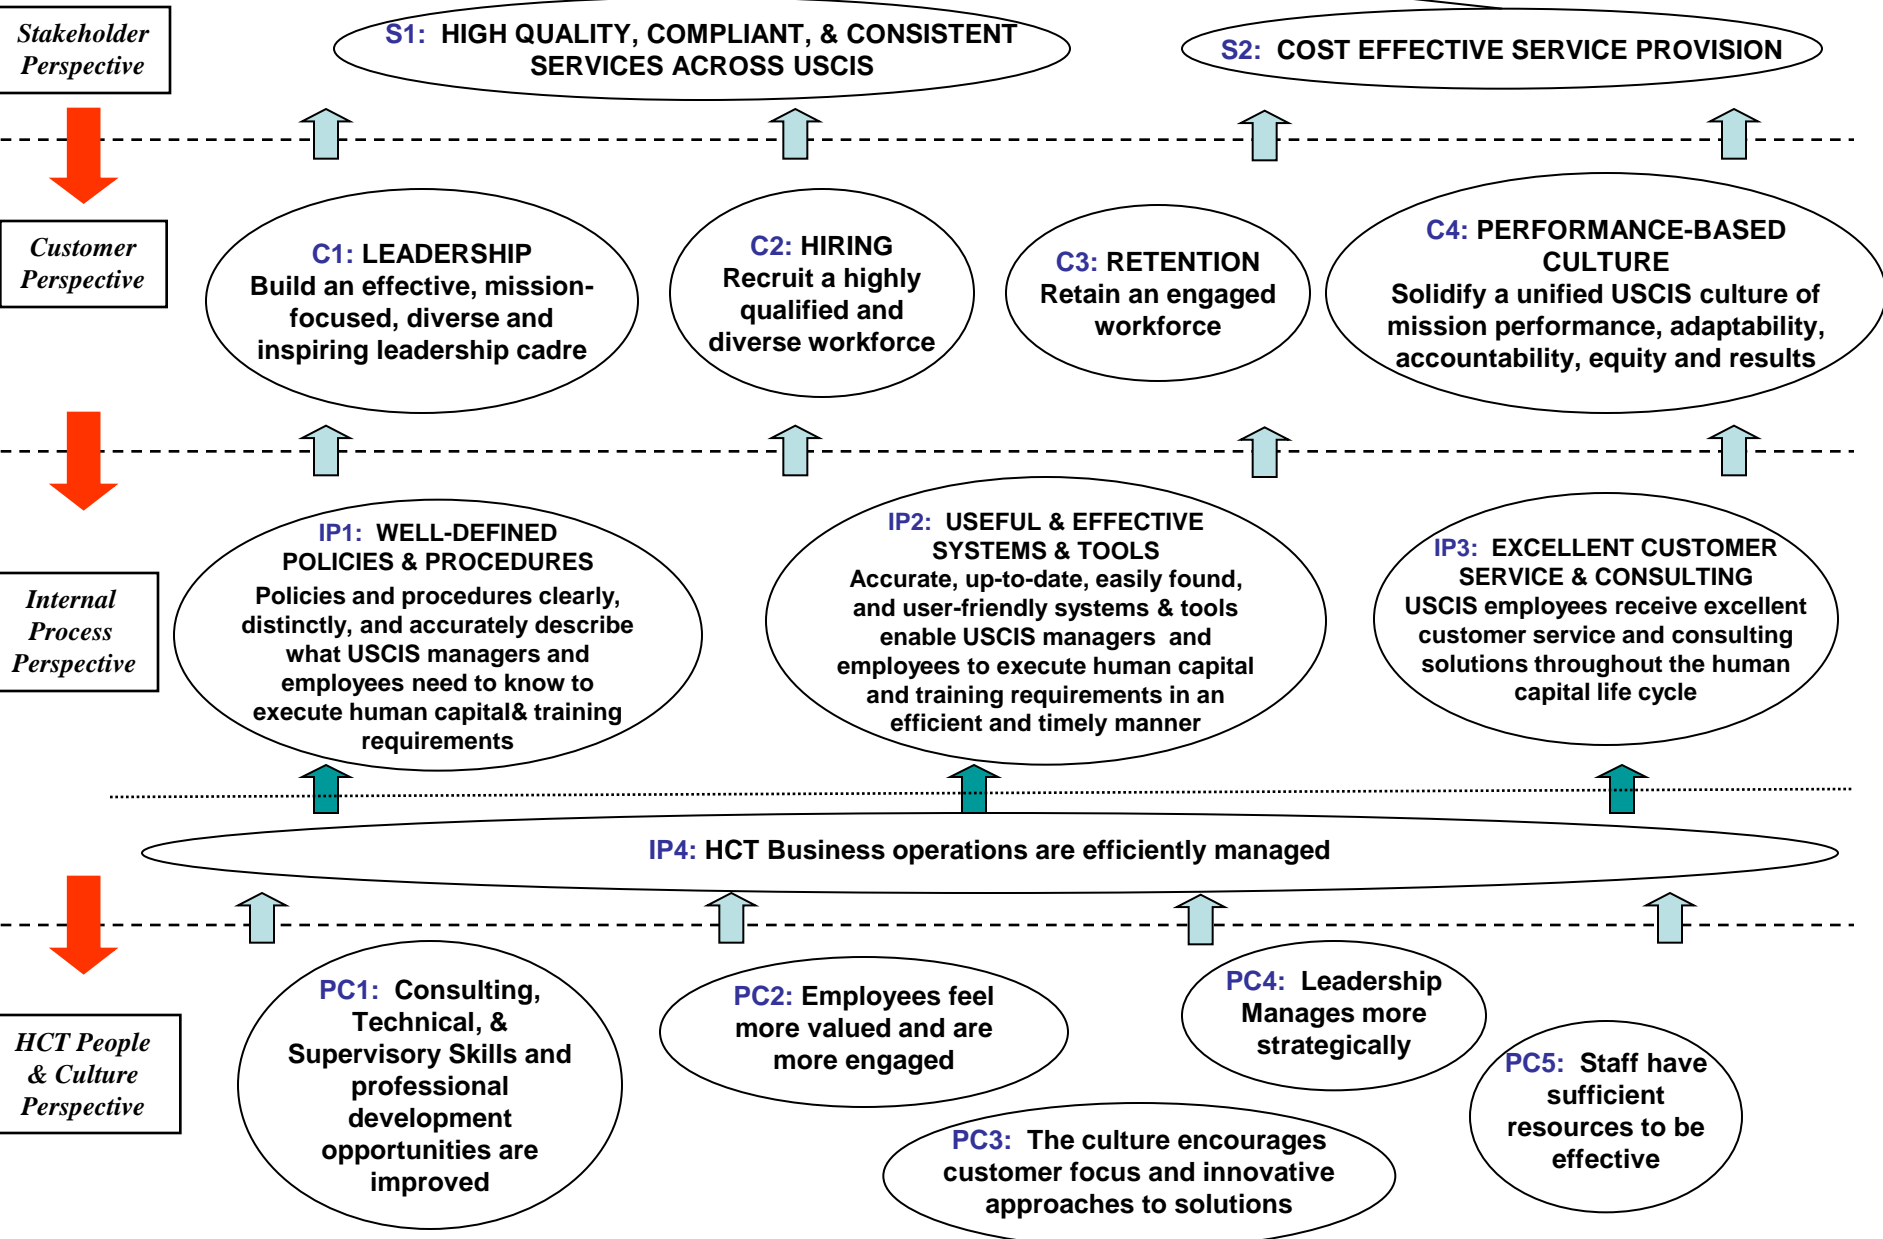 Stakeholder
Perspective
S1: HIGH QUALITY, COMPLIANT, & CONSISTENT
SERVICES ACROSS USCIS
S2: COST EFFECTIVE SERVICE PROVISION
Customer
Perspective
C1: LEADERSHIP
Build an effective, mission-
focused, diverse and
inspiring leadership cadre
C2: HIRING
Recruit a highly
qualified and
diverse workforce
C3: RETENTION
Retain an engaged
workforce
C4: PERFORMANCE-BASED
CULTURE
Solidify a unified USCIS culture of
mission performance, adaptability,
accountability, equity and results
Internal
Process
Perspective
IP1: WELL-DEFINED
POLICIES & PROCEDURES
Policies and procedures clearly,
distinctly, and accurately describe
what USCIS managers and
employees need to know to
execute human capital& training
requirements
IP2: USEFUL & EFFECTIVE
SYSTEMS & TOOLS
Accurate, up-to-date, easily found,
and user-friendly systems & tools
enable USCIS managers and
employees to execute human capital
and training requirements in an
efficient and timely manner
IP3: EXCELLENT CUSTOMER
SERVICE & CONSULTING
USCIS employees receive excellent
customer service and consulting
solutions throughout the human
capital life cycle
IP4: HCT Business operations are efficiently managed
HCT People
& Culture
Perspective
PC1: Consulting,
Technical, &
Supervisory Skills and
professional
development
opportunities are
improved
PC2: Employees feel
more valued and are
more engaged
PC4: Leadership
Manages more
strategically
PC3: The culture encourages
customer focus and innovative
approaches to solutions
PC5: Staff have
sufficient
resources to be
effective